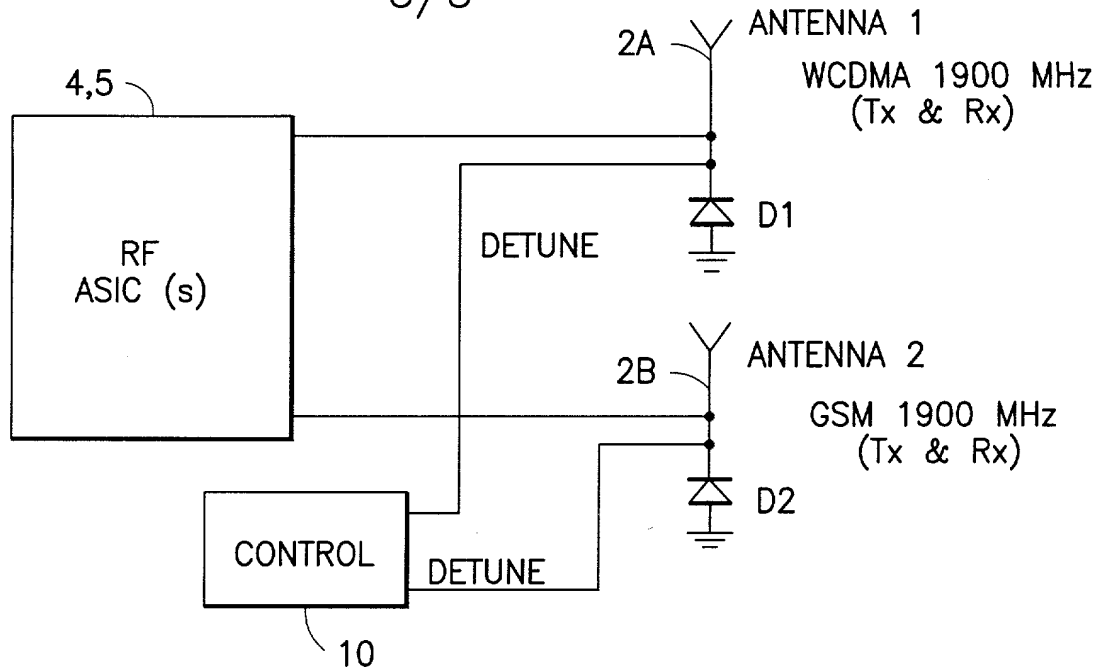 ANTENNA 1
2A
WCDMA 1900 MHz
(Tx & Rx)
4,5
D1
DETUNE
RF
ASIC (s)
ANTENNA 2
2B
GSM 1900 MHz
(Tx & Rx)
D2
CONTROL
DETUNE
10